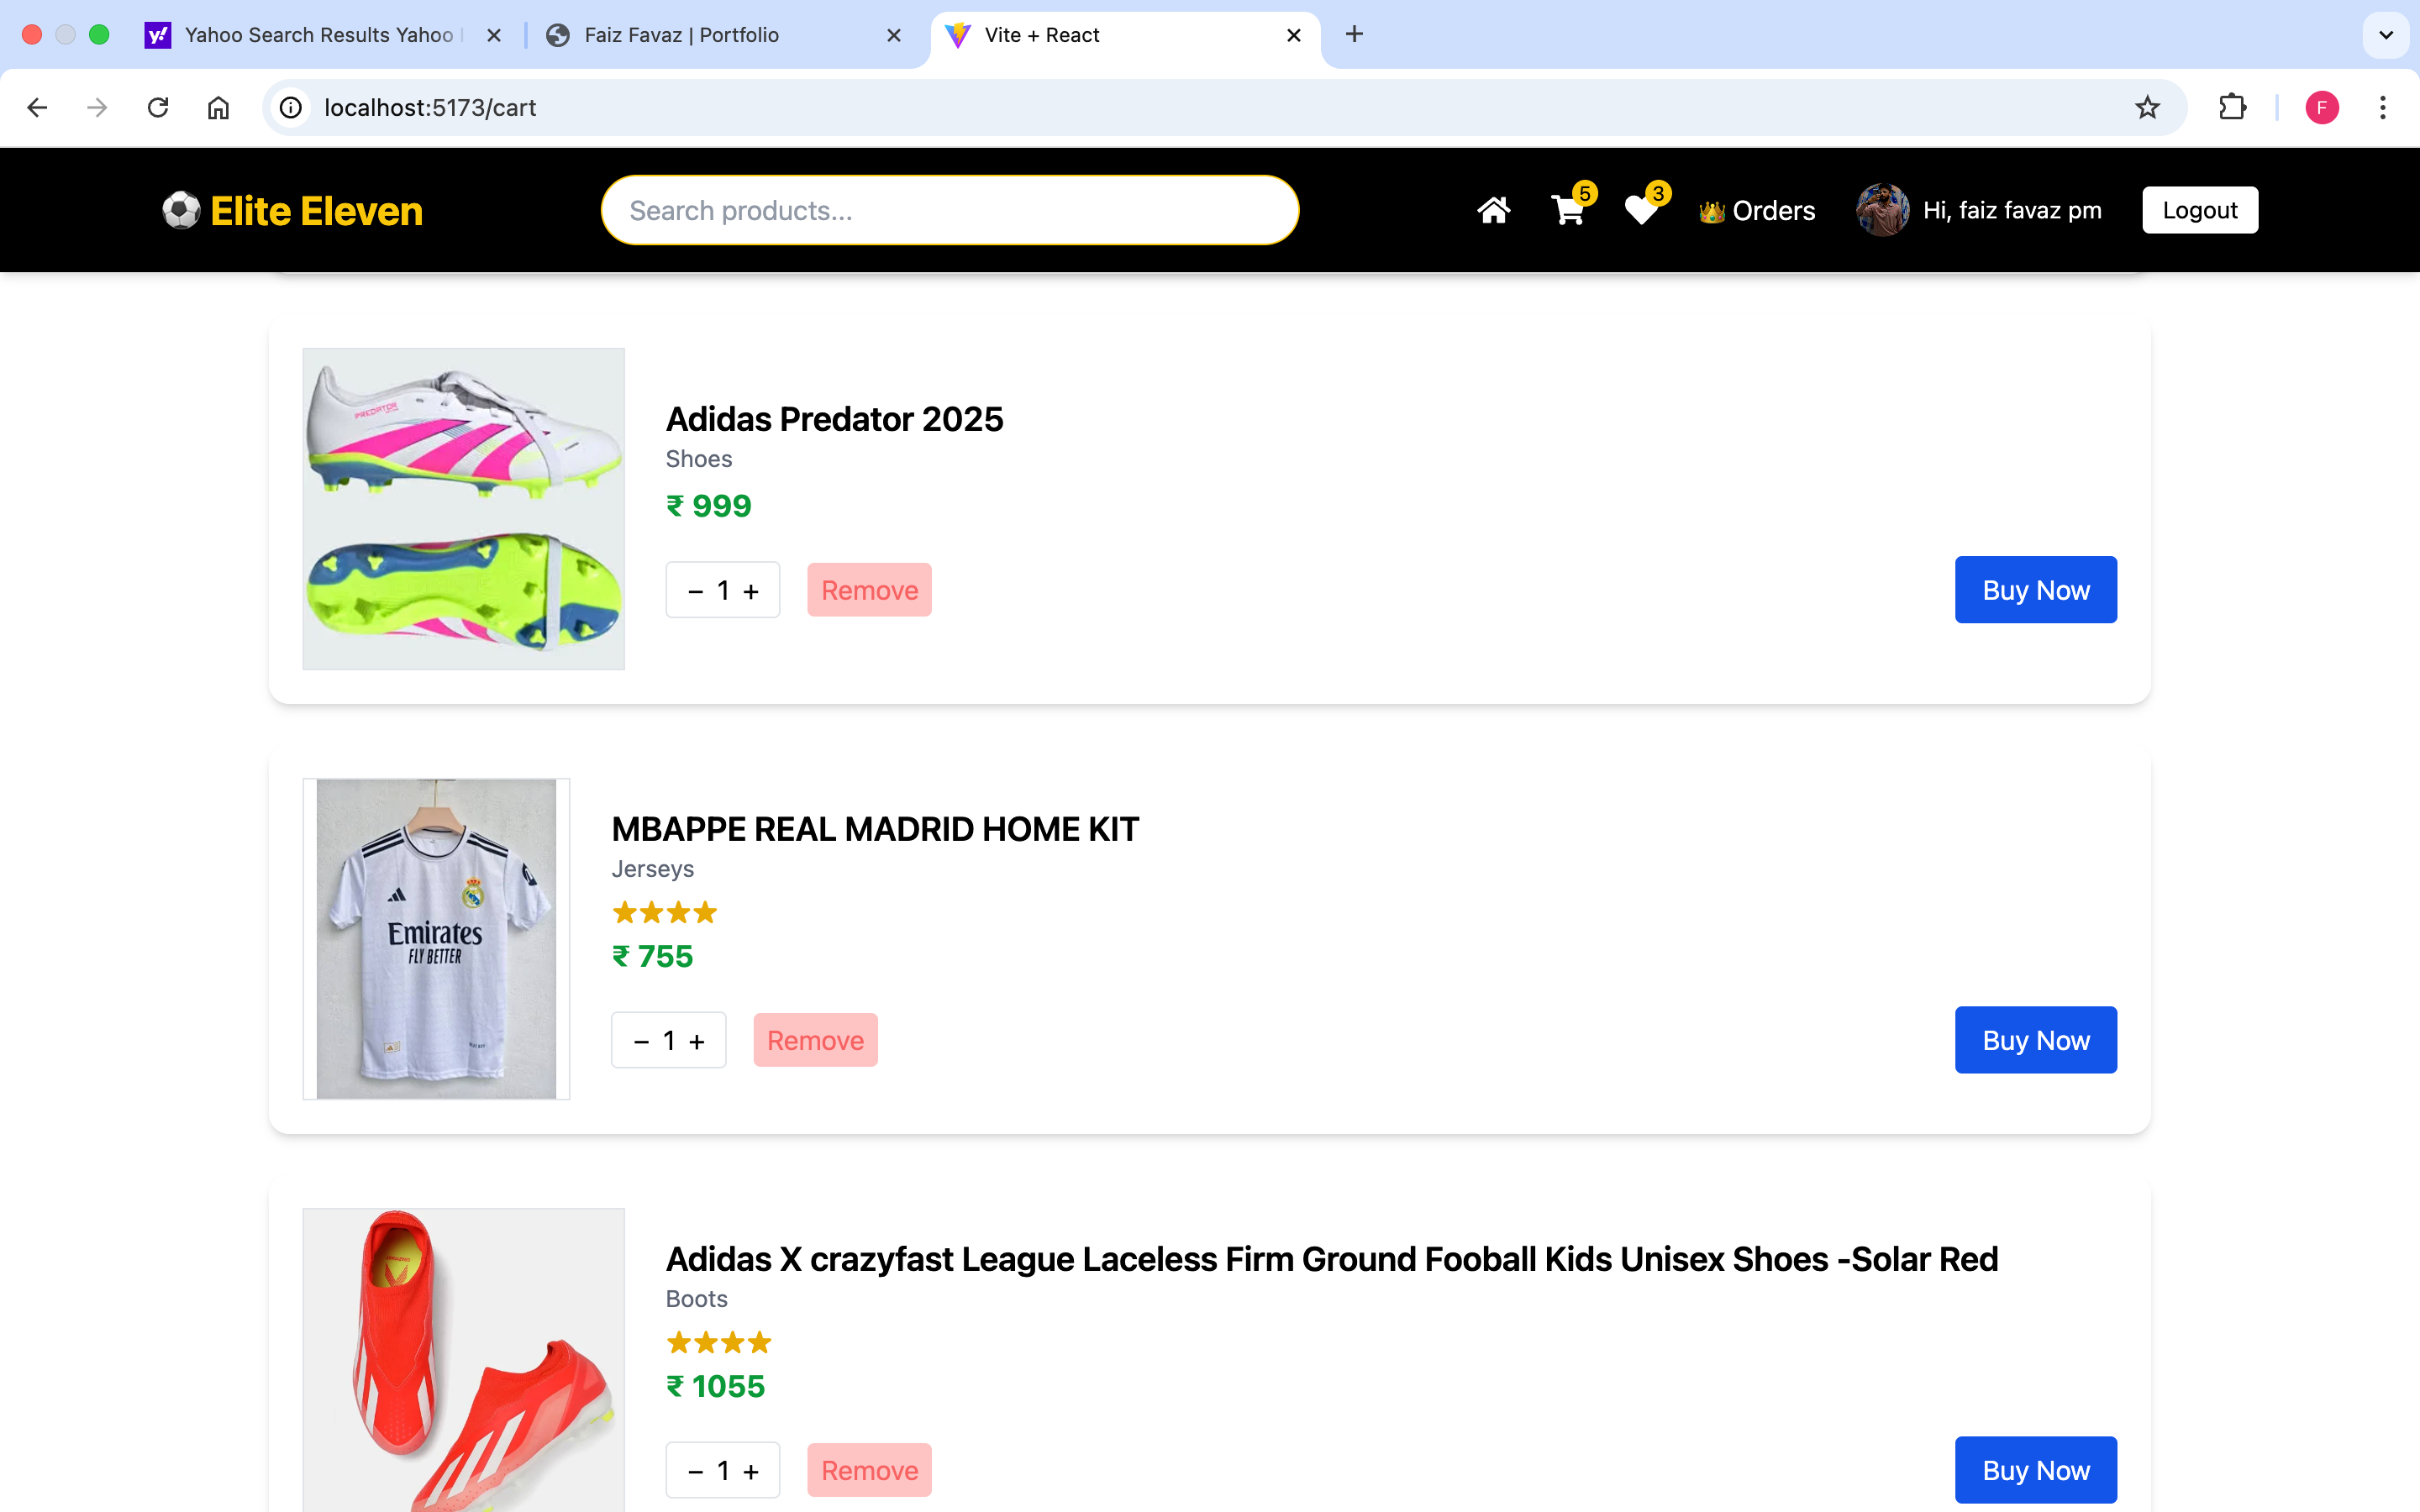 Yahoo Search Results Yahoo
Faiz Favaz | Portfolio
Vite + React
localhost:5173/cart
F
Elite Eleven
Search products...
5
3
Orders
Hi, faiz favaz pm
Logout
PREDATOR
Adidas Predator 2025
Shoes
₹ 999
– 1 +
Remove
Buy Now
Emirates
FLY BETTER
MBAPPE REAL MADRID HOME KIT
Jerseys
₹ 755
– 1 +
Remove
Buy Now
Adidas X crazyfast League Laceless Firm Ground Fooball Kids Unisex Shoes -Solar Red
Boots
₹ 1055
– 1 +
Remove
Buy Now